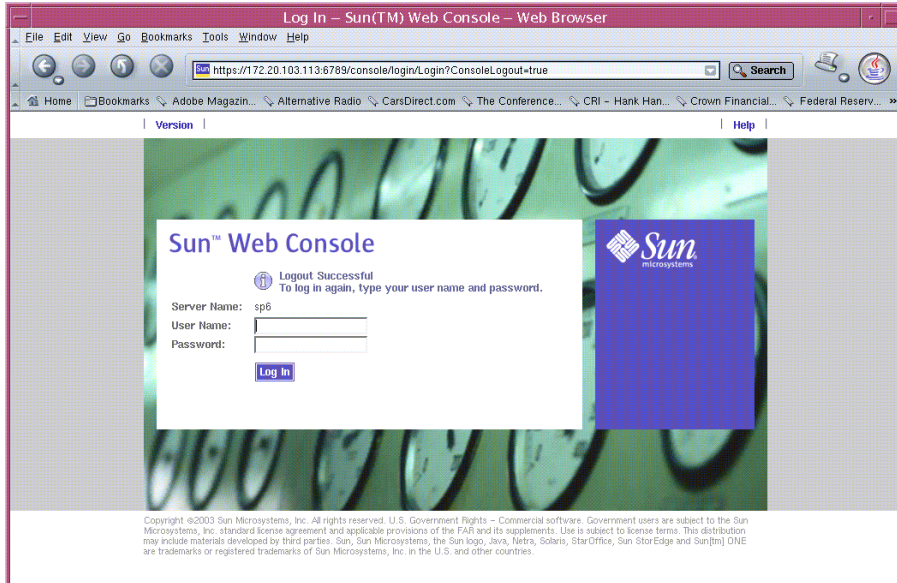 Log In – Sun(TM) Web Console – Web Browser
File Edit View Go Bookmarks Tools Window Help
Sun https://172.20.103.113:6789/console/login/Login?ConsoleLogout=true Search
Home Bookmarks Adobe Magazin... Alternative Radio CarsDirect.com The Conference... CRI – Hank Han... Crown Financial... Federal Reserv... »
Version Help
Sun™ Web Console
Sun
microsystems
Logout Successful
To log in again, type your user name and password.
Server Name: sp6
User Name:
Password:
Log In
Copyright ©2003 Sun Microsystems, Inc. All rights reserved. U.S. Government Rights – Commercial software. Government users are subject to the Sun
Microsystems, Inc. standard license agreement and applicable provisions of the FAR and its supplements. Use is subject to license terms. This distribution
may include materials developed by third parties. Sun, Sun Microsystems, the Sun logo, Java, Netra, Solaris, StarOffice, Sun StorEdge and Sun[tm] ONE
are trademarks or registered trademarks of Sun Microsystems, Inc. in the U.S. and other countries.